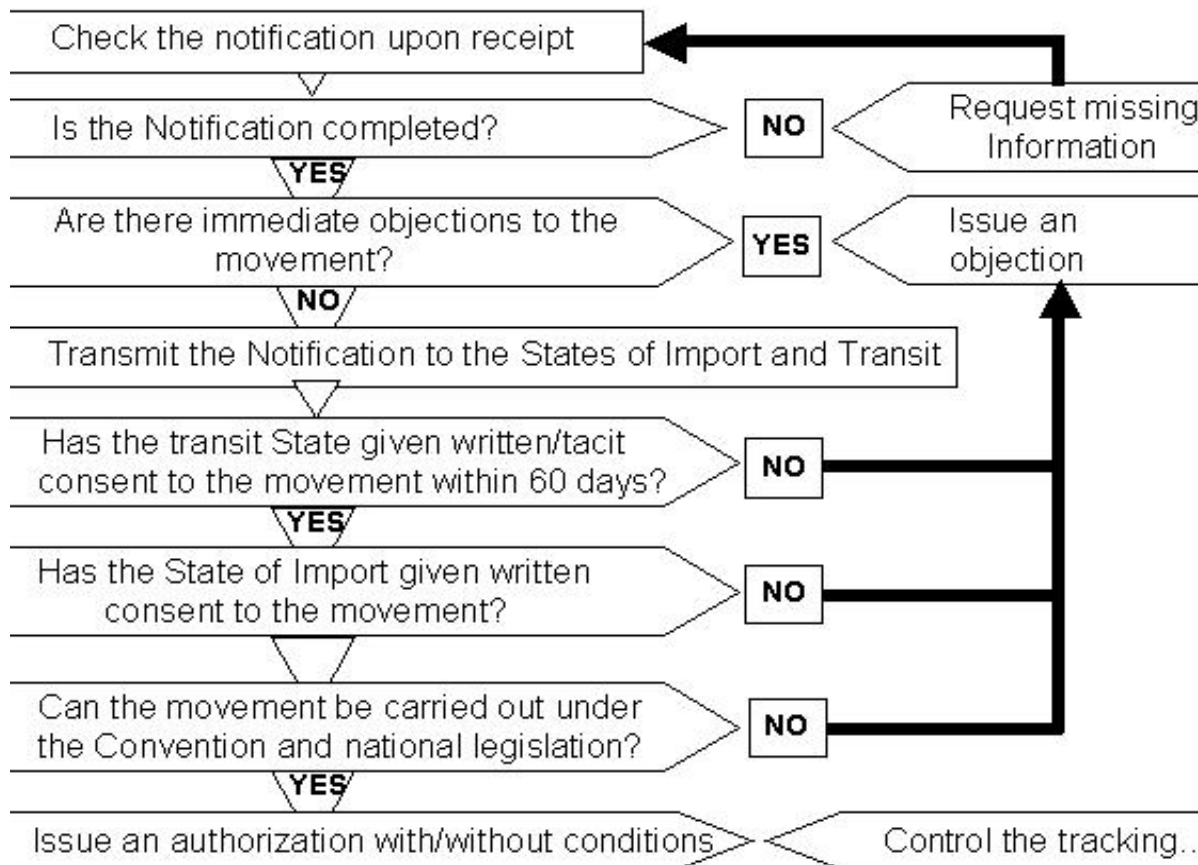 Check the notification upon receipt
Is the Notification completed?
NO
Request missing
Information
YES
Are there immediate objections to the
movement?
YES
Issue an
objection
NO
Transmit the Notification to the States of Import and Transit
Has the transit State given written/tacit
consent to the movement within 60 days?
NO
YES
Has the State of Import given written
consent to the movement?
NO
Can the movement be carried out under
the Convention and national legislation?
NO
YES
Issue an authorization with/without conditions
Control the tracking..